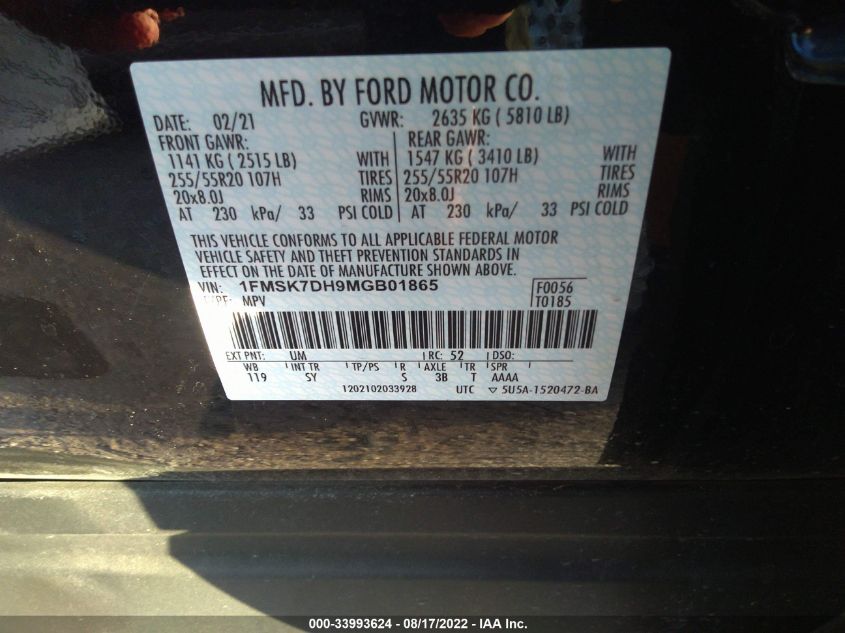 MFD. BY FORD MOTOR CO.
DATE: 02/21 GVWR: 2635 KG ( 5810 LB)
FRONT GAWR: REAR GAWR:
1141 KG ( 2515 LB) WITH 1547 KG ( 3410 LB) WITH
255/55R20 107H TIRES 255/55R20 107H TIRES
20x8.0J RIMS 20x8.0J RIMS
AT 230 kPa/ 33 PSI COLD AT 230 kPa/ 33 PSI COLD
THIS VEHICLE CONFORMS TO ALL APPLICABLE FEDERAL MOTOR
VEHICLE SAFETY AND THEFT PREVENTION STANDARDS IN
EFFECT ON THE DATE OF MANUFACTURE SHOWN ABOVE.
VIN: 1FMSK7DH9MGB01865 F0056
TYPE: MPV T0185
EXT PNT: UM RC: 52 DSO:
WB INT TR TP/PS R AXLE TR SPR
119 SY S 3B T AAAA
1202102033928 UTC ▽ 5U5A-1520472-BA
000-33993624 - 08/17/2022 - IAA Inc.